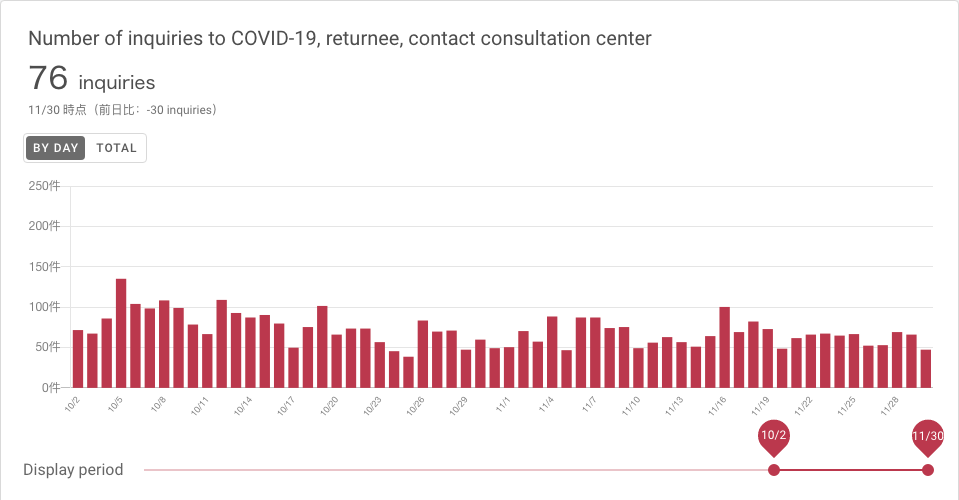 Number of inquiries to COVID-19, returnee, contact consultation center
76 inquiries
11/30 時点（前日比：-30 inquiries）
BY DAY TOTAL
250件
200件
150件
100件
50件
0件
10/2 10/5 10/8 10/11 10/14 10/17 10/20 10/23 10/26 10/29 11/1 11/4 11/7 11/10 11/13 11/16 11/19 11/22 11/25 11/28
10/2 11/30
Display period